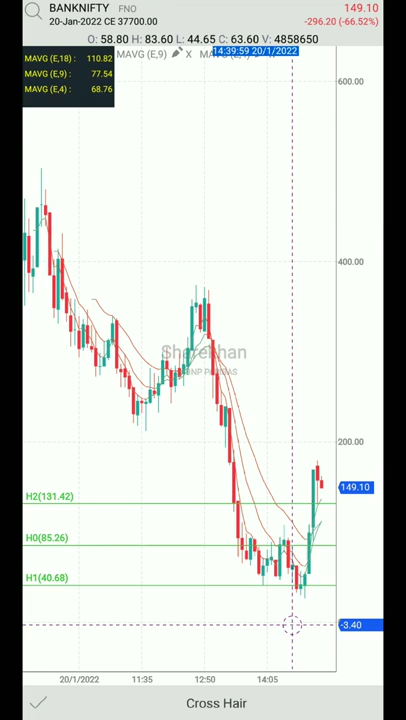 BANKNIFTY FNO 149.10
20-Jan-2022 CE 37700.00 -296.20 (-66.52%)
O: 58.80 H: 83.60 L: 44.65 C: 63.60 V: 4858650
MAVG (E,9) X 14:39:59 20/1/2022
MAVG (E,18) : 110.82
MAVG (E,9) : 77.54
MAVG (E,4) : 68.76
600.00
400.00
Sharekhan
BNP PARIBAS
200.00
149.10
H2(131.42)
H0(85.26)
H1(40.68)
-3.40
20/1/2022 11:35 12:50 14:05
Cross Hair